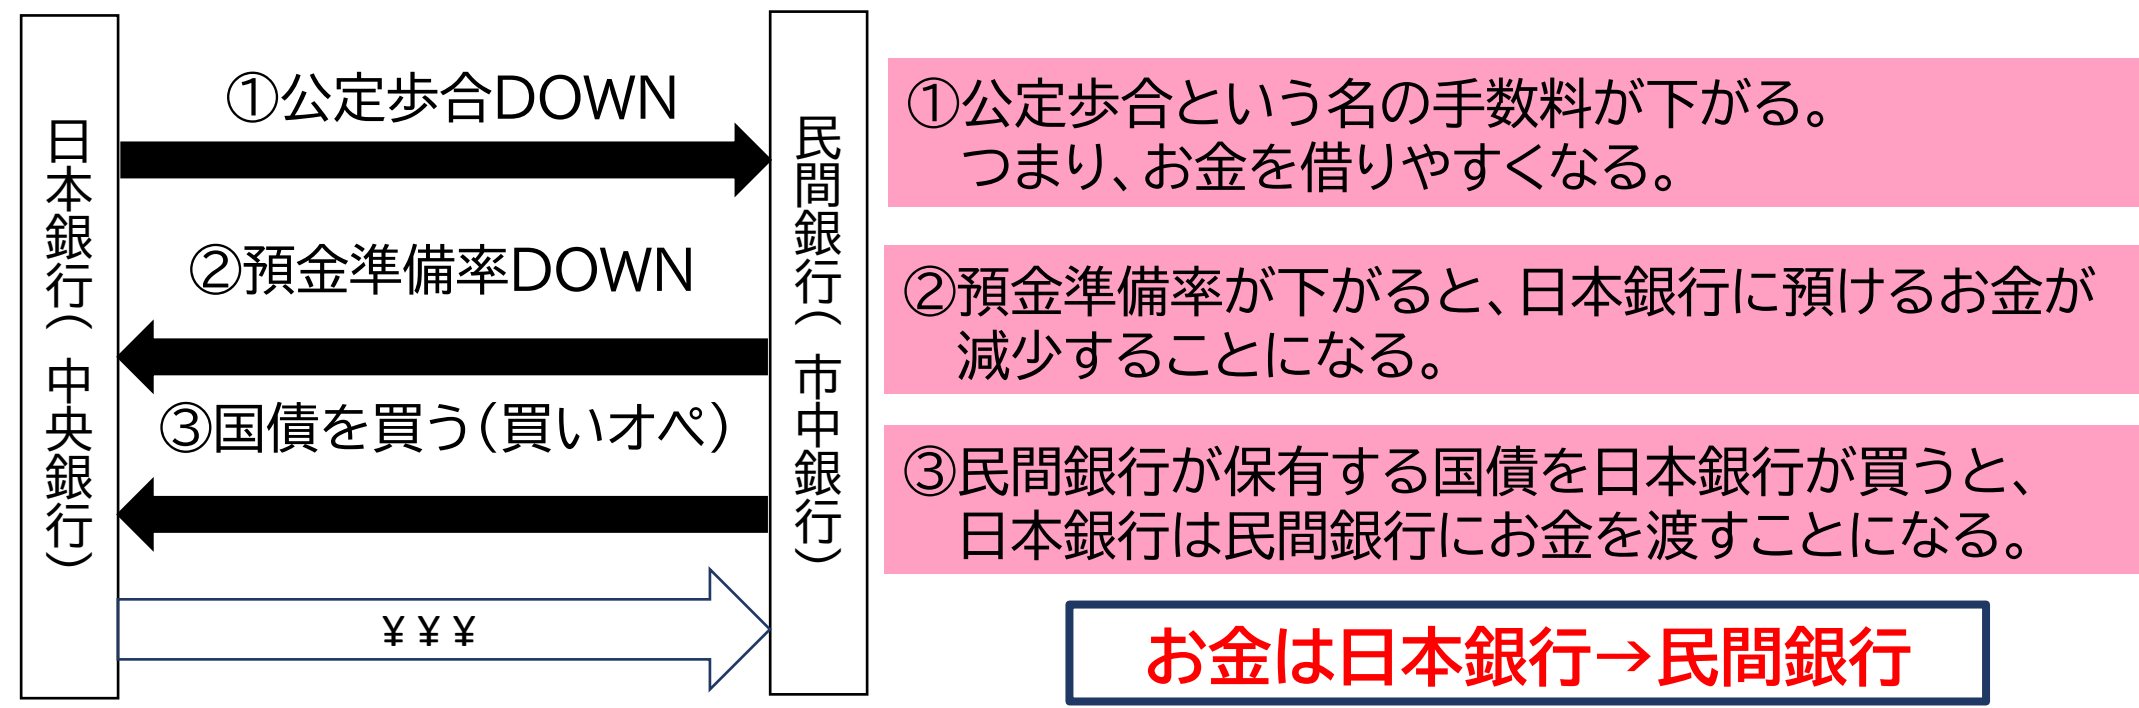 日本銀行（中央銀行）
①公定歩合DOWN
②預金準備率DOWN
③国債を買う（買いオペ）
￥￥￥
民間銀行（市中銀行）
①公定歩合という名の手数料が下がる。
つまり、お金を借りやすくなる。
②預金準備率が下がると、日本銀行に預けるお金が
減少することになる。
③民間銀行が保有する国債を日本銀行が買うと、
日本銀行は民間銀行にお金を渡すことになる。
お金は日本銀行→民間銀行